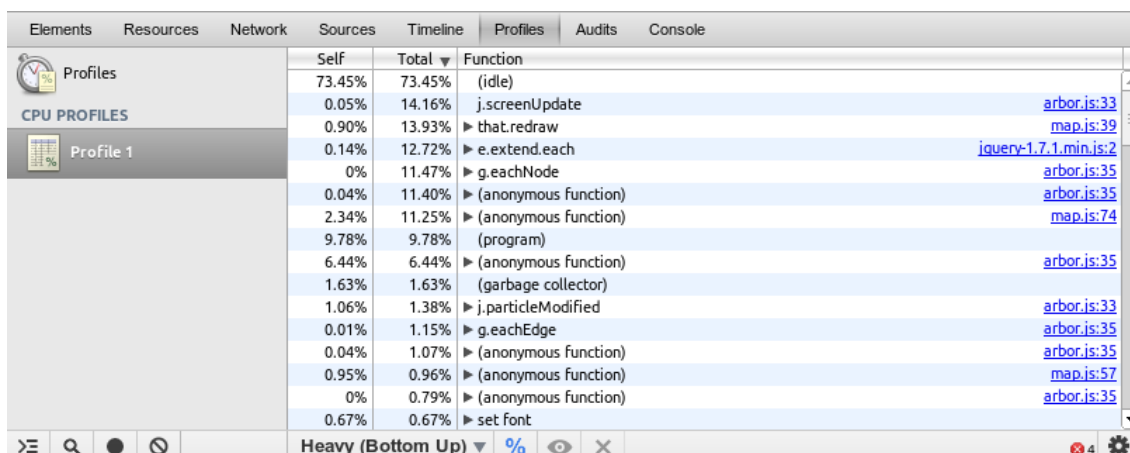 Elements Resources Network Sources Timeline Profiles Audits Console
Profiles
CPU PROFILES
Profile 1
Self Total ▼ Function
73.45% 73.45% (idle)
0.05% 14.16% j.screenUpdate arbor.js:33
0.90% 13.93% ▶ that.redraw map.js:39
0.14% 12.72% ▶ e.extend.each jquery-1.7.1.min.js:2
0% 11.47% ▶ g.eachNode arbor.js:35
0.04% 11.40% ▶ (anonymous function) arbor.js:35
2.34% 11.25% ▶ (anonymous function) map.js:74
9.78% 9.78% (program)
6.44% 6.44% ▶ (anonymous function) arbor.js:35
1.63% 1.63% (garbage collector)
1.06% 1.38% ▶ j.particleModified arbor.js:33
0.01% 1.15% ▶ g.eachEdge arbor.js:35
0.04% 1.07% ▶ (anonymous function) arbor.js:35
0.95% 0.96% ▶ (anonymous function) map.js:57
0% 0.79% ▶ (anonymous function) arbor.js:35
0.67% 0.67% ▶ set font
Heavy (Bottom Up) ▼ % 4